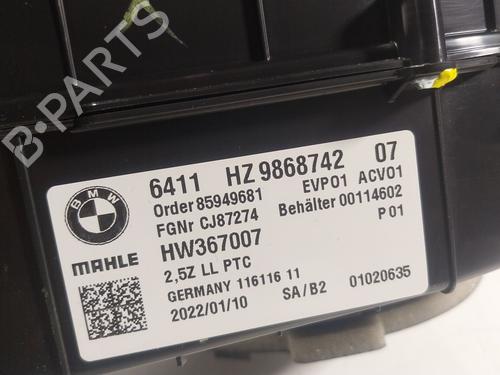 B-PARTS
BMW
6411 HZ 9868742 07
Order 85949681 EVP01 ACV01
FGNr CJ87274 Behälter 00114602
HW367007 P01
MAHLE
2,5Z LL PTC
GERMANY 116116 11
2022/01/10 SA/B2 01020635